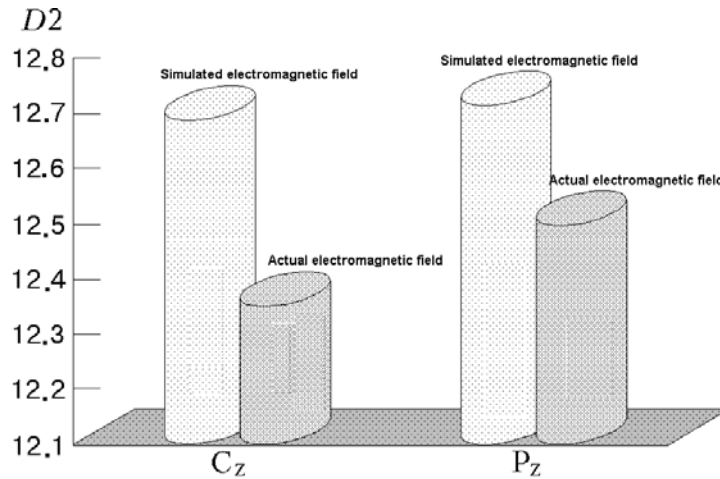 D2
12.8
Simulated electromagnetic field
Simulated electromagnetic field
12.7
12.6
Actual electromagnetic field
12.5
12.4
Actual electromagnetic field
12.3
12.2
12.1
Cz
Pz